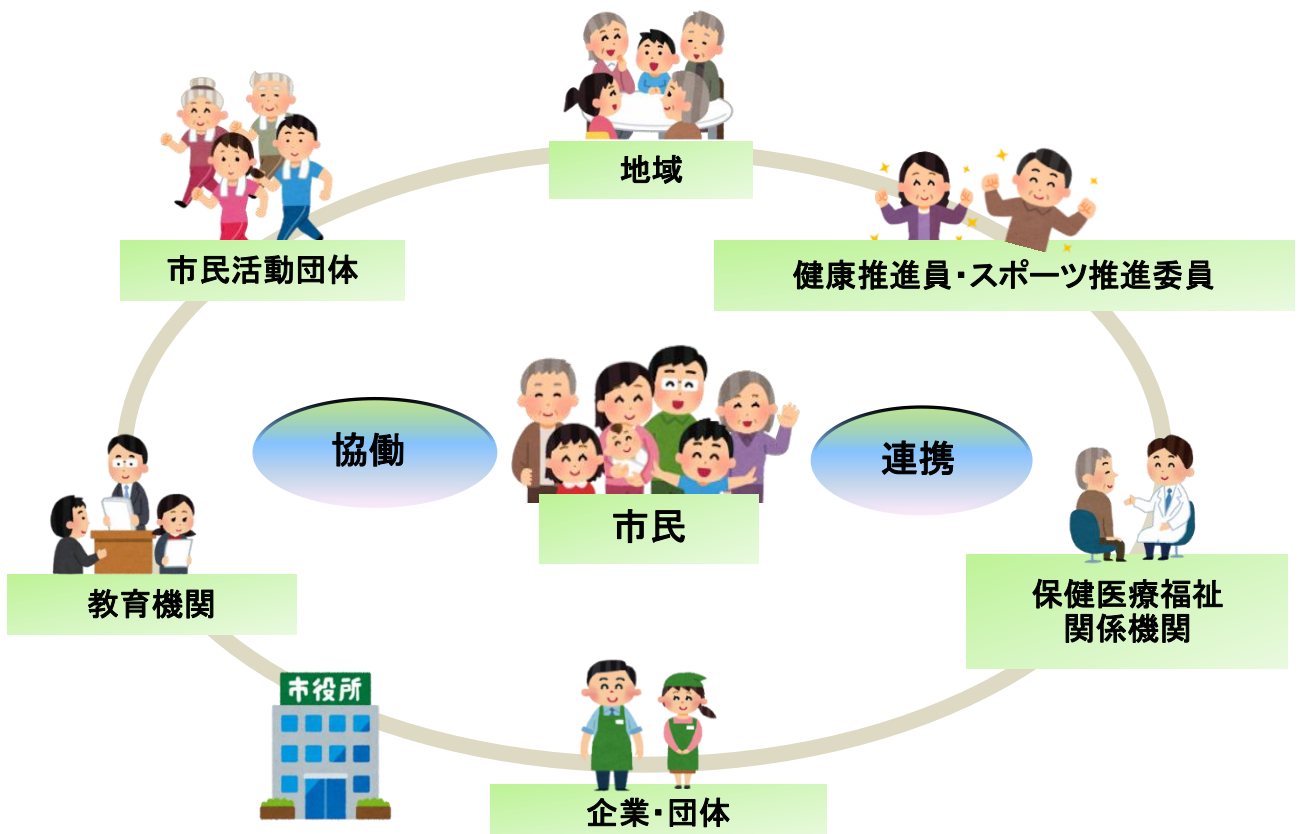 地域
市民活動団体
健康推進員・スポーツ推進委員
協働
連携
市民
教育機関
保健医療福祉
関係機関
市役所
企業・団体